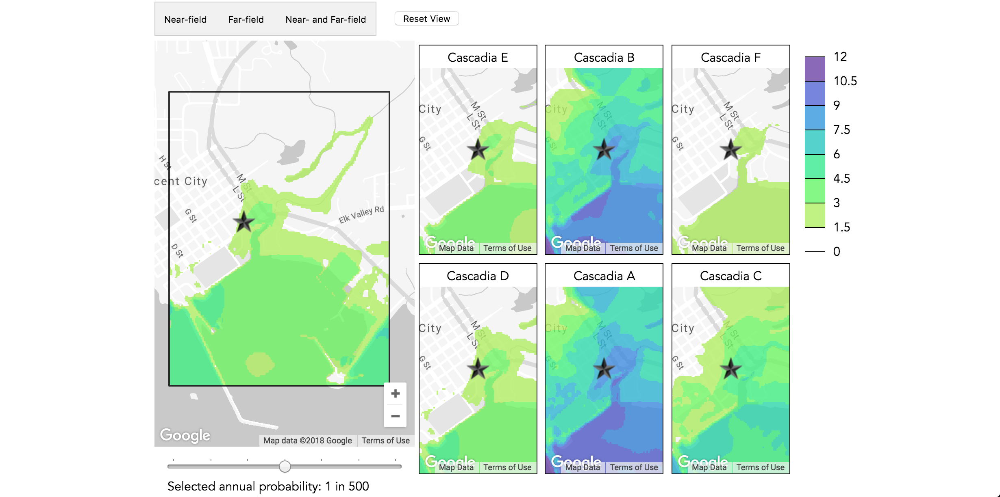 Near-field
Far-field
Near- and Far-field
Reset View
H St
cent City
M St
L St
G St
Elk Valley Rd
D St
+
−
Google
Map data ©2018 Google
Terms of Use
Selected annual probability: 1 in 500
Cascadia E
City
M St
L St
G St
Google
Map Data
Terms of Use
Cascadia B
City
M St
L St
G St
Google
Map Data
Terms of Use
Cascadia F
City
M St
L St
G St
Google
Map Data
Terms of Use
Cascadia D
City
M St
L St
G St
Google
Map Data
Terms of Use
Cascadia A
City
M St
L St
G St
Google
Map Data
Terms of Use
Cascadia C
City
M St
L St
G St
Google
Map Data
Terms of Use
12
10.5
9
7.5
6
4.5
3
1.5
0